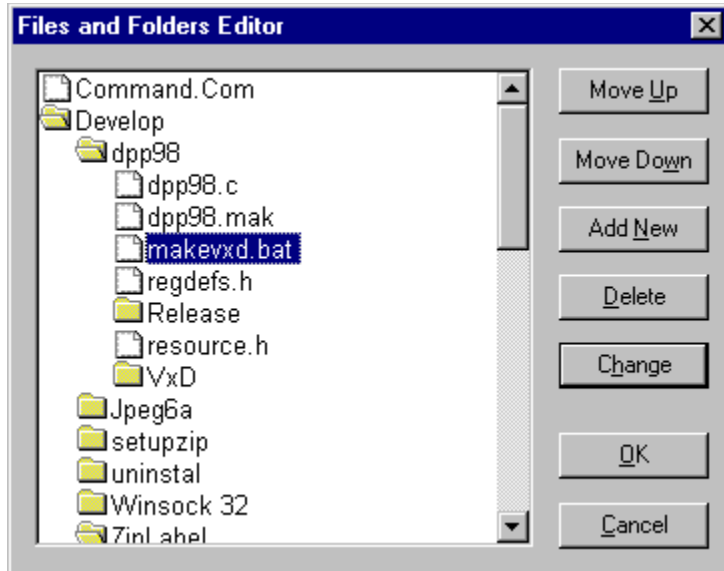 Files and Folders Editor
Command.Com
Develop
dpp98
dpp98.c
dpp98.mak
makevxd.bat
regdefs.h
Release
resource.h
VxD
Jpeg6a
setupzip
uninstal
Winsock 32
ZipLabel
Move Up
Move Down
Add New
Delete
Change
OK
Cancel